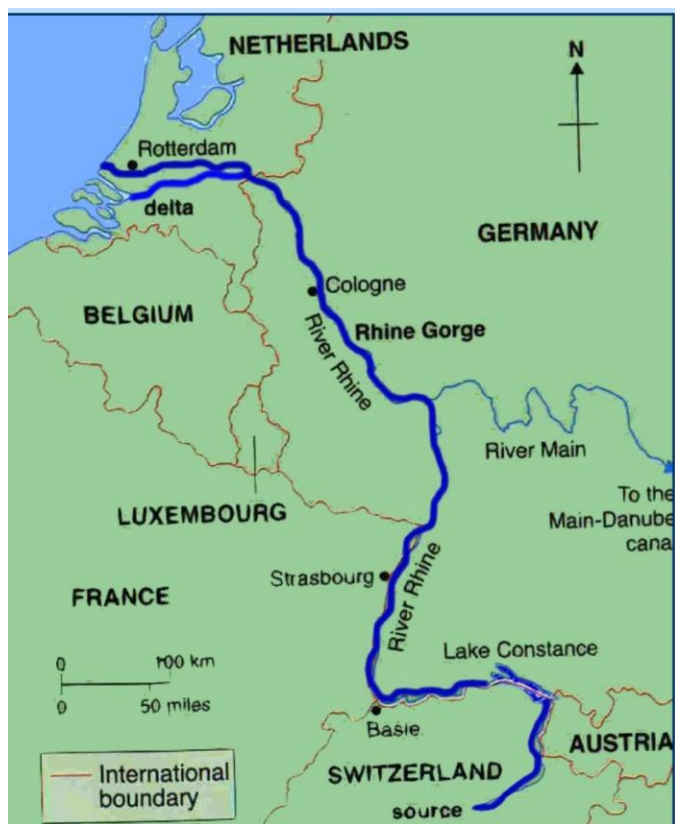 NETHERLANDS
N
Rotterdam
delta
GERMANY
Cologne
BELGIUM
Rhine Gorge
River Rhine
River Main
To the
Main-Danube
cana
LUXEMBOURG
Strasbourg
FRANCE
River Rhine
Lake Constance
0 100 km
0 50 miles
Basle
AUSTRIA
SWITZERLAND
International
boundary
source